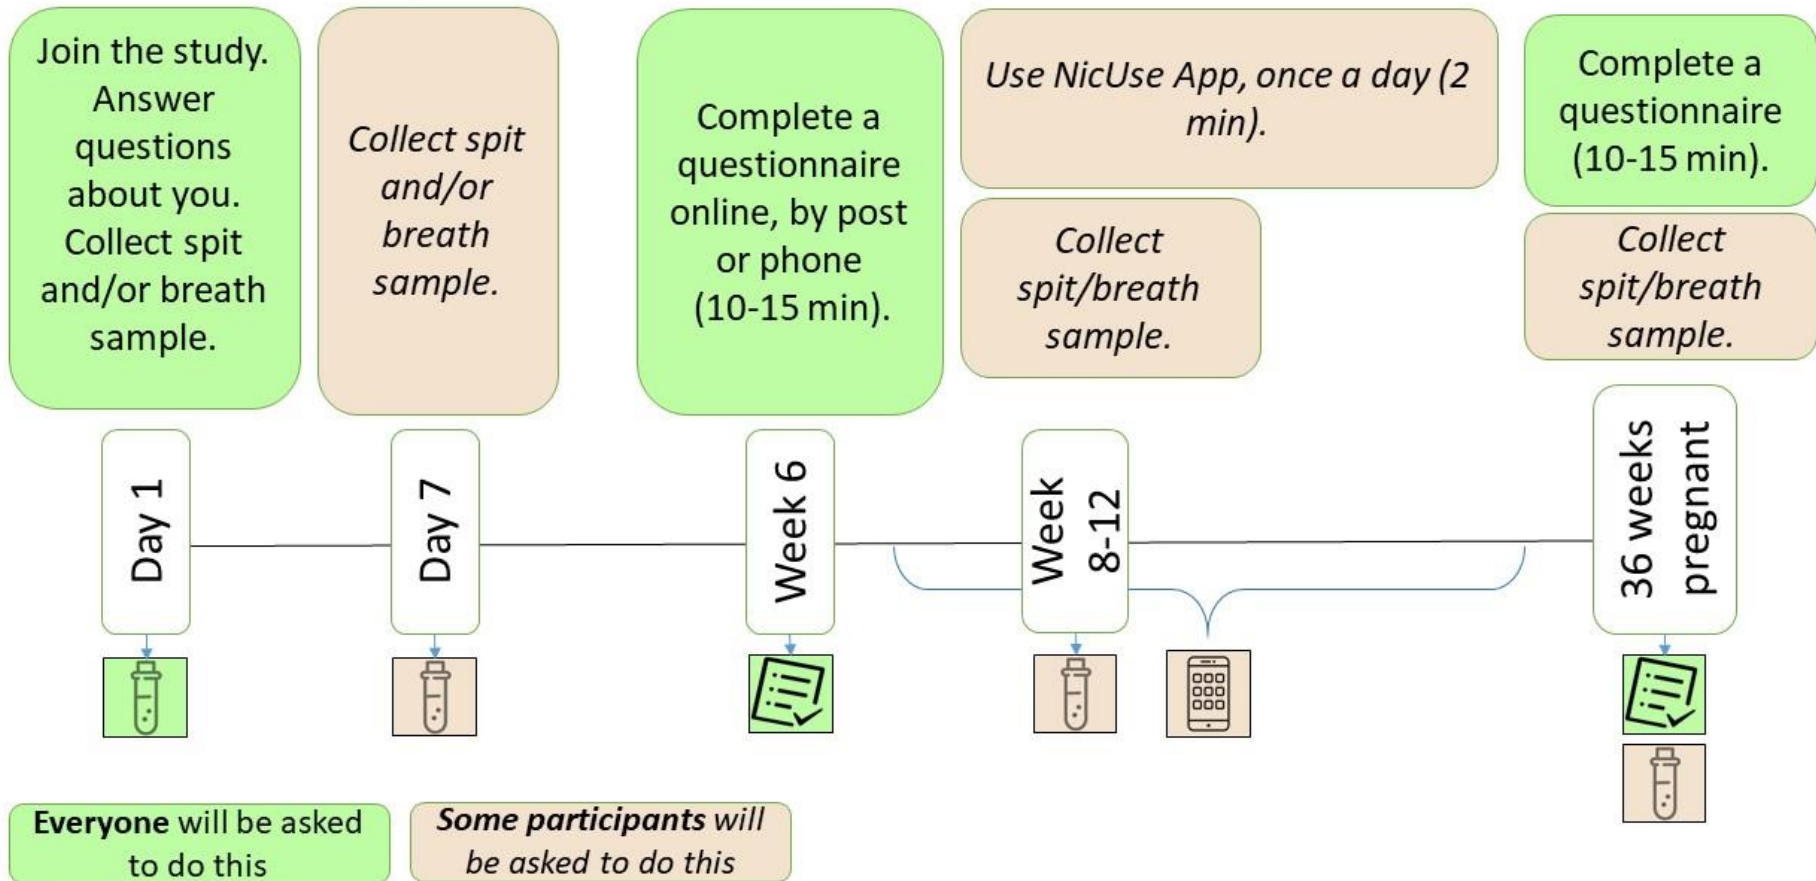 Join the study.
Answer
questions
about you.
Collect spit
and/or breath
sample.
Collect spit
and/or
breath
sample.
Complete a
questionnaire
online, by post
or phone
(10-15 min).
Use NicUse App, once a day (2
min).
Collect
spit/breath
sample.
Complete a
questionnaire
(10-15 min).
Collect
spit/breath
sample.
Day 1
Day 7
Week 6
Week
8-12
36 weeks
pregnant
Everyone will be asked
to do this
Some participants will
be asked to do this